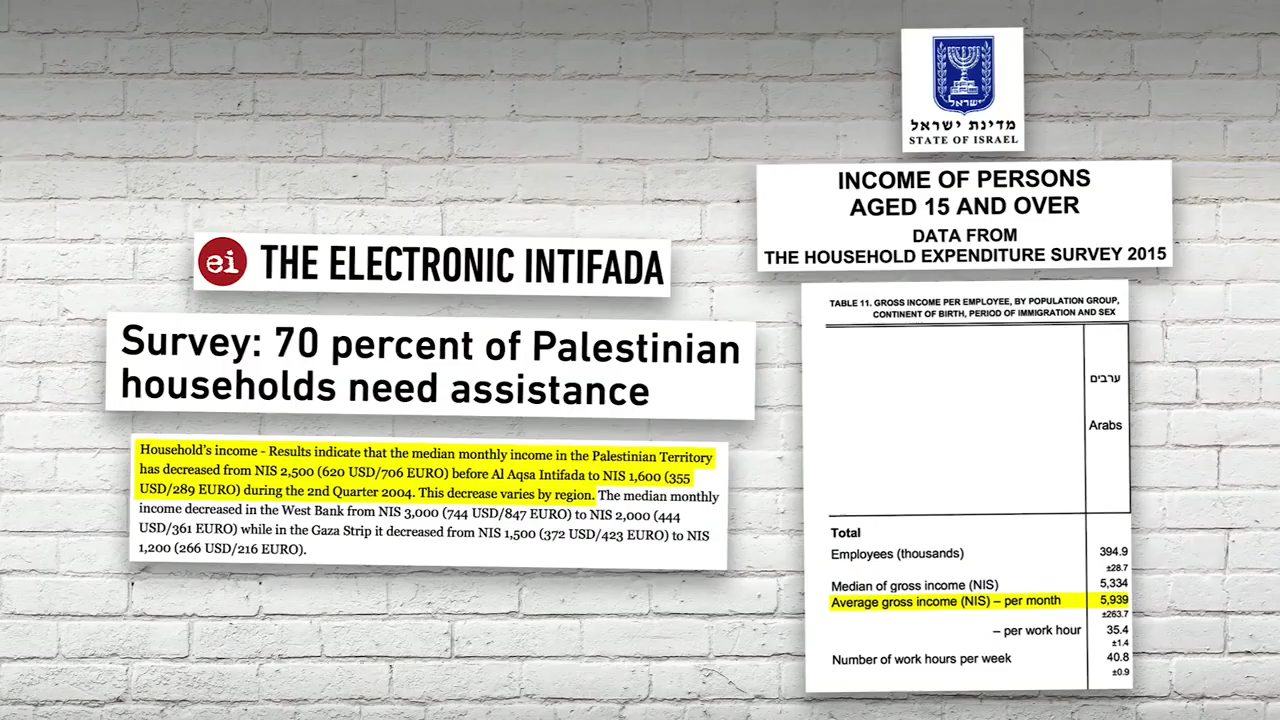 ישראל
מדינת ישראל
STATE OF ISRAEL
INCOME OF PERSONS
AGED 15 AND OVER
DATA FROM
THE HOUSEHOLD EXPENDITURE SURVEY 2015
ei THE ELECTRONIC INTIFADA
Survey: 70 percent of Palestinian
households need assistance
Household's income - Results indicate that the median monthly income in the Palestinian Territory
has decreased from NIS 2,500 (620 USD/706 EURO) before Al Aqsa Intifada to NIS 1,600 (355
USD/289 EURO) during the 2nd Quarter 2004. This decrease varies by region. The median monthly
income decreased in the West Bank from NIS 3,000 (744 USD/847 EURO) to NIS 2,000 (444
USD/361 EURO) while in the Gaza Strip it decreased from NIS 1,500 (372 USD/423 EURO) to NIS
1,200 (266 USD/216 EURO).
TABLE 11. GROSS INCOME PER EMPLOYEE, BY POPULATION GROUP,
CONTINENT OF BIRTH, PERIOD OF IMMIGRATION AND SEX
ערבים
Arabs
Total
Employees (thousands) 394.9
±28.7
Median of gross income (NIS) 5,334
Average gross income (NIS) – per month 5,939
±263.7
– per work hour 35.4
±1.4
Number of work hours per week 40.8
±0.9